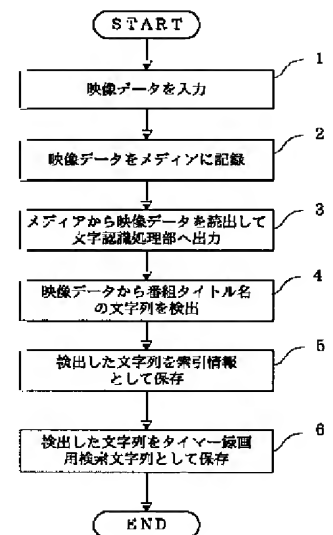 START
1
映像データを入力
2
映像データをメディアに記録
3
メディアから映像データを読出して
文字認識処理部へ出力
4
映像データから番組タイトル名
の文字列を検出
5
検出した文字列を索引情報
として保存
6
検出した文字列をタイマー録画
用検索文字列として保存
END